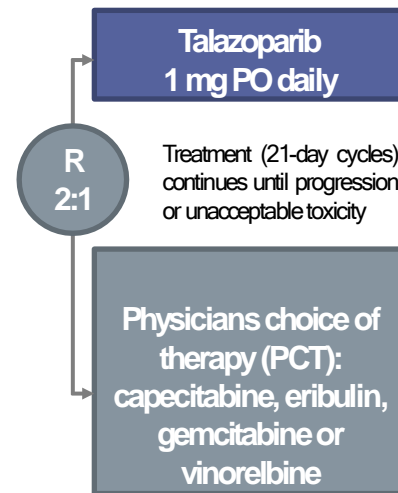 Talazoparib
1 mg PO daily
R
2:1
Treatment (21-day cycles)
continues until progression
or unacceptable toxicity
Physicians choice of
therapy (PCT):
capecitabine, eribulin,
gemcitabine or
vinorelbine